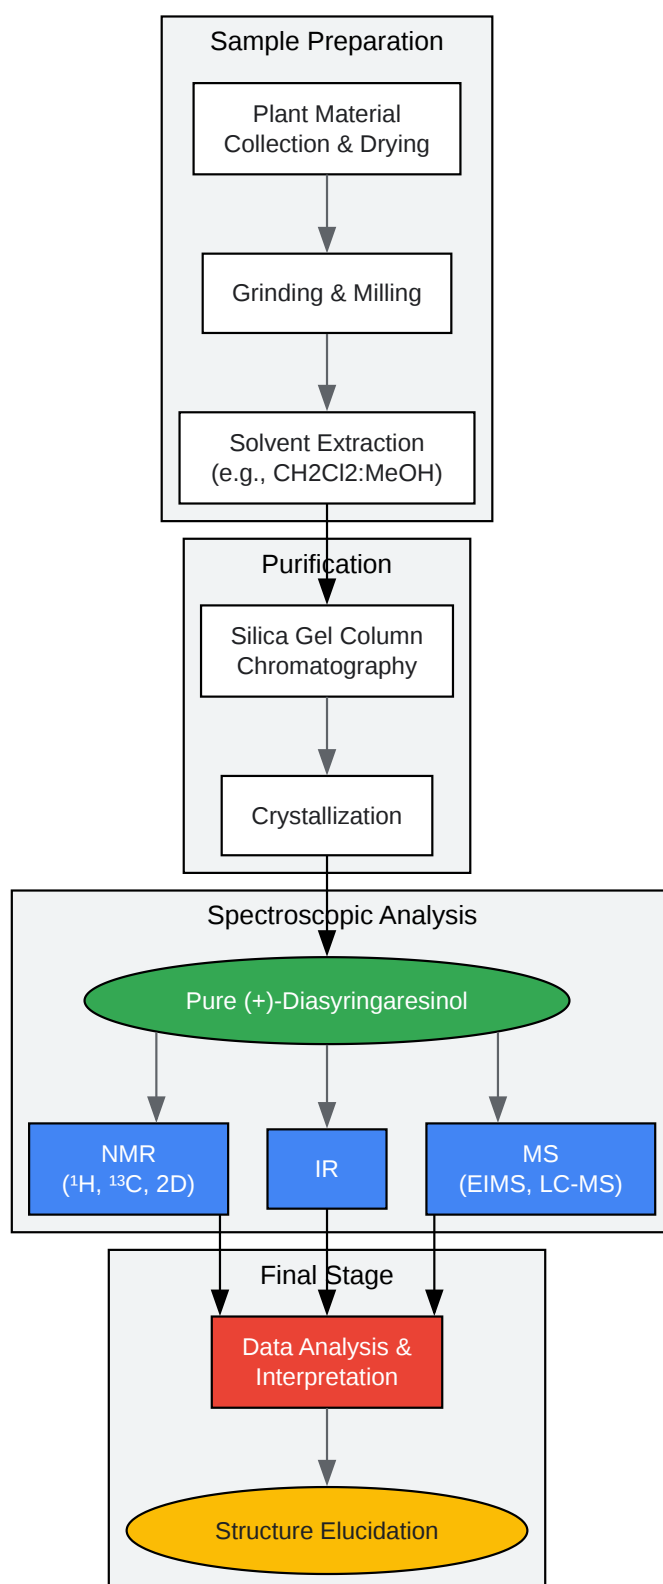 Sample Preparation
Plant Material
Collection & Drying
Grinding & Milling
Solvent Extraction
(e.g., CH2Cl2:MeOH)
Purification
Silica Gel Column
Chromatography
Crystallization
Spectroscopic Analysis
Pure (+)-Diasyringaresinol
NMR
(¹H, ¹³C, 2D)
IR
MS
(EIMS, LC-MS)
Final Stage
Data Analysis &
Interpretation
Structure Elucidation